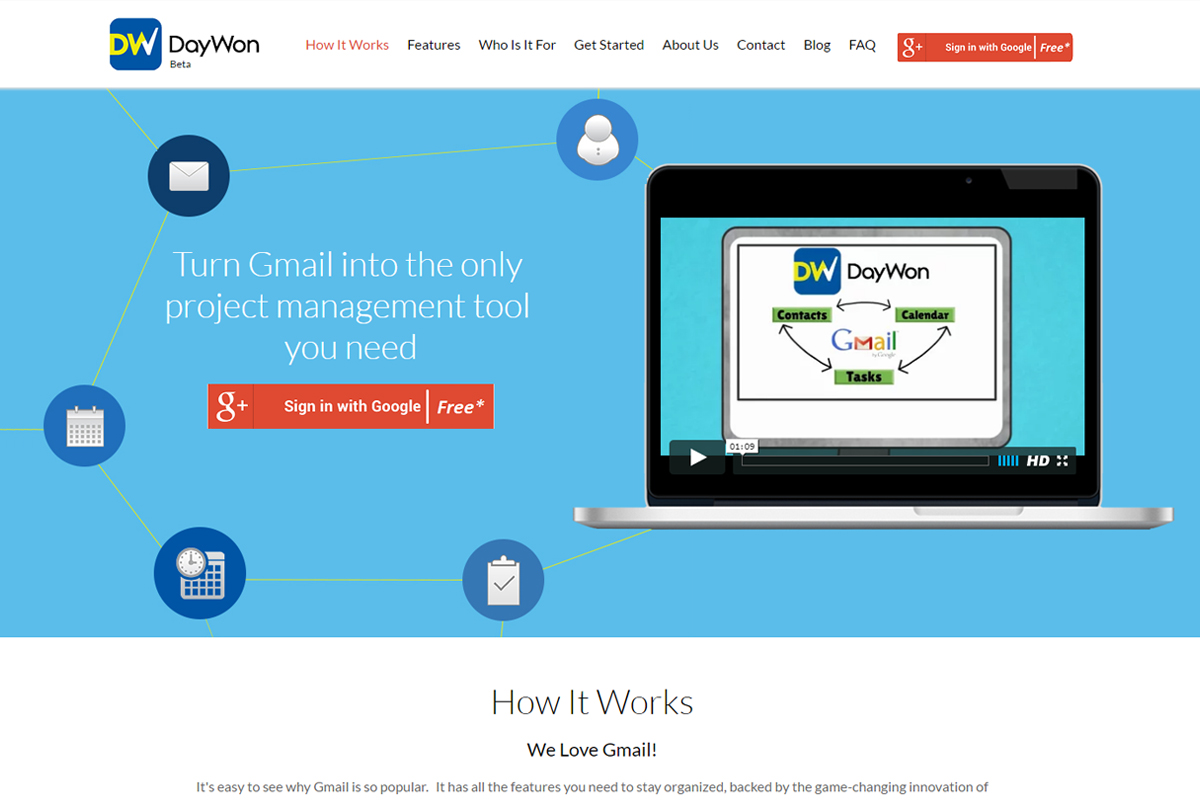 DW DayWon
Beta
How It Works Features Who Is It For Get Started About Us Contact Blog FAQ
g+ Sign in with Google Free*
Turn Gmail into the only
project management tool
you need
g+ Sign in with Google Free*
DW DayWon
Contacts Calendar
Gmail
by Google
Tasks
01:09
HD
How It Works
We Love Gmail!
It's easy to see why Gmail is so popular. It has all the features you need to stay organized, backed by the game-changing innovation of